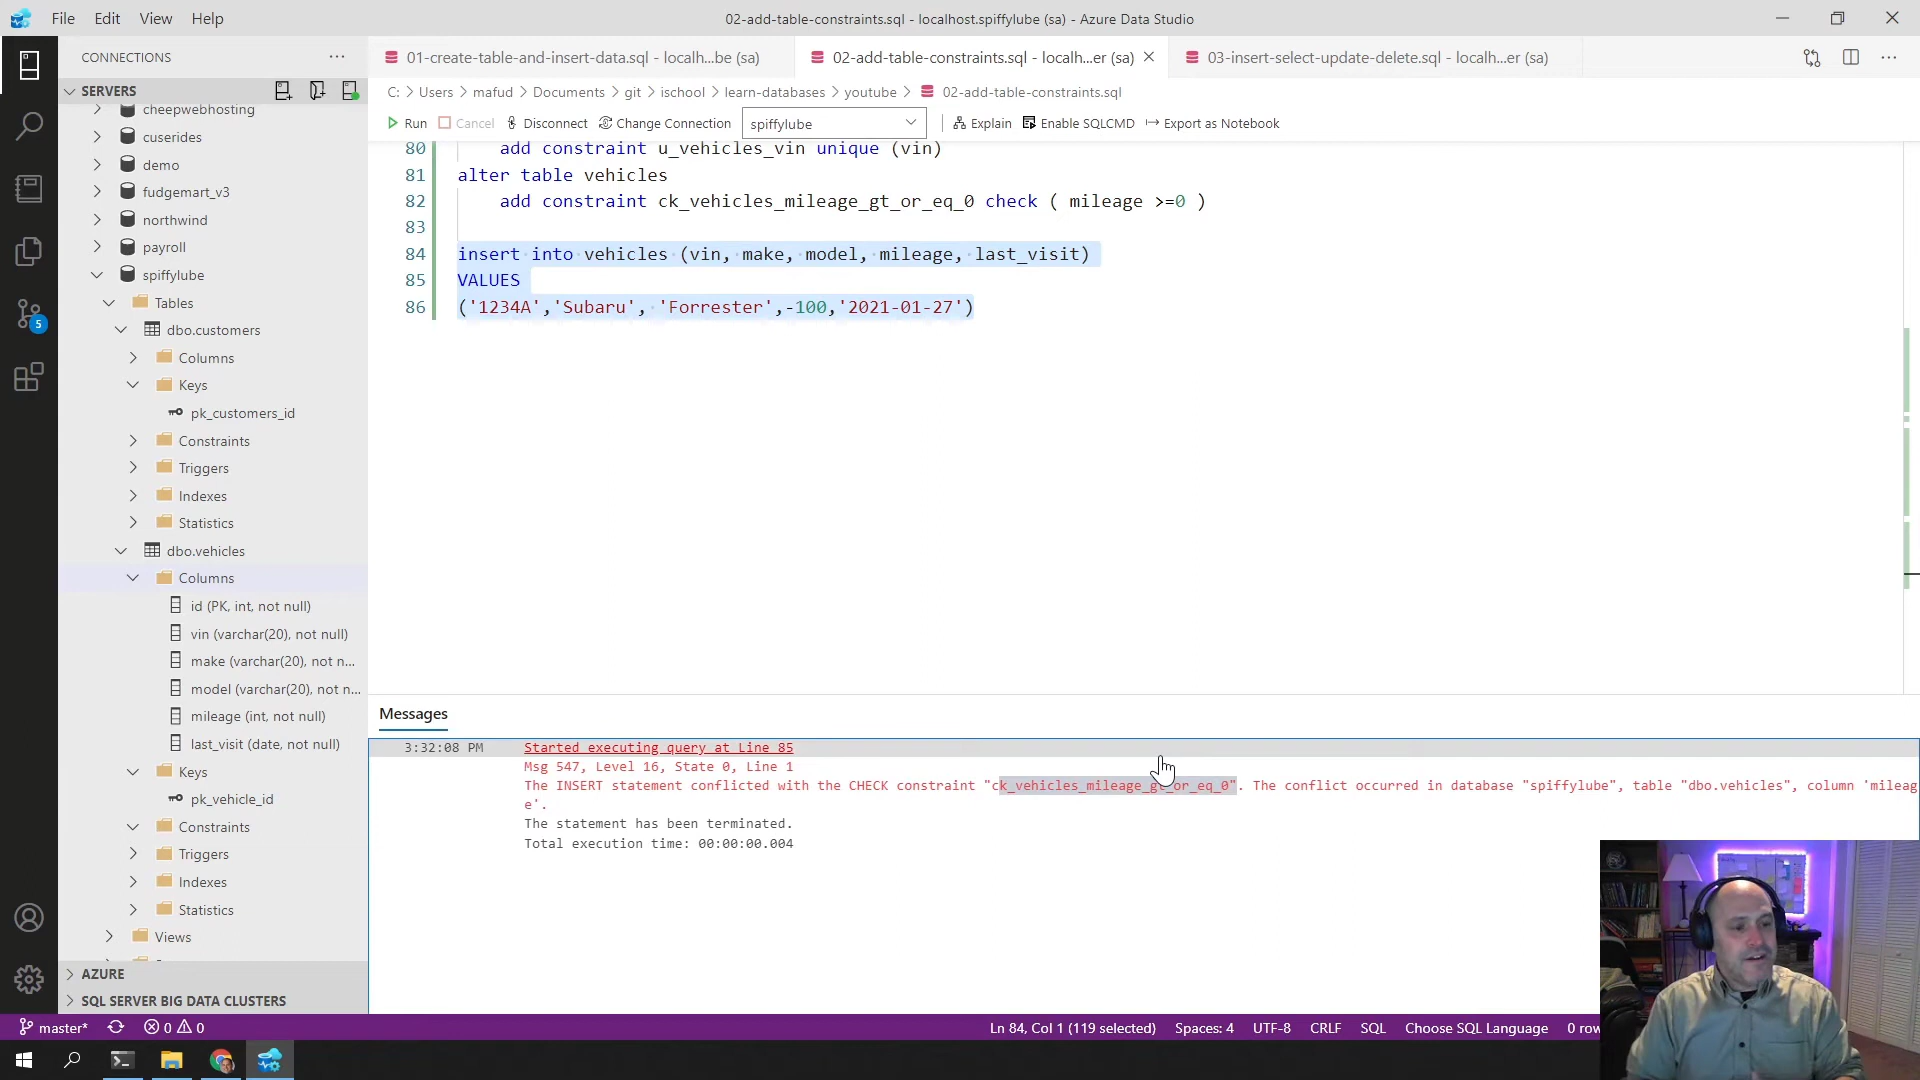 File Edit View Help
02-add-table-constraints.sql - localhost.spiffylube (sa) - Azure Data Studio
CONNECTIONS
SERVERS
cheepwebhosting
cuserides
demo
fudgemart_v3
northwind
payroll
spiffylube
Tables
dbo.customers
Columns
Keys
pk_customers_id
Constraints
Triggers
Indexes
Statistics
dbo.vehicles
Columns
id (PK, int, not null)
vin (varchar(20), not null)
make (varchar(20), not n...
model (varchar(20), not n...
mileage (int, not null)
last_visit (date, not null)
Keys
pk_vehicle_id
Constraints
Triggers
Indexes
Statistics
Views
AZURE
SQL SERVER BIG DATA CLUSTERS
5
01-create-table-and-insert-data.sql - localh...be (sa)
02-add-table-constraints.sql - localh...er (sa)
03-insert-select-update-delete.sql - localh...er (sa)
C: > Users > mafud > Documents > git > ischool > learn-databases > youtube > 02-add-table-constraints.sql
Run Cancel Disconnect Change Connection spiffylube Explain Enable SQLCMD Export as Notebook
80 add constraint u_vehicles_vin unique (vin)
81 alter table vehicles
82 add constraint ck_vehicles_mileage_gt_or_eq_0 check ( mileage >=0 )
83
84 insert into vehicles (vin, make, model, mileage, last_visit)
85 VALUES
86 ('1234A','Subaru', 'Forrester',-100,'2021-01-27')
Messages
3:32:08 PM Started executing query at Line 85
Msg 547, Level 16, State 0, Line 1
The INSERT statement conflicted with the CHECK constraint "ck_vehicles_mileage_gt_or_eq_0". The conflict occurred in database "spiffylube", table "dbo.vehicles", column 'mileag
e'.
The statement has been terminated.
Total execution time: 00:00:00.004
master* 0 0 Ln 84, Col 1 (119 selected) Spaces: 4 UTF-8 CRLF SQL Choose SQL Language 0 row